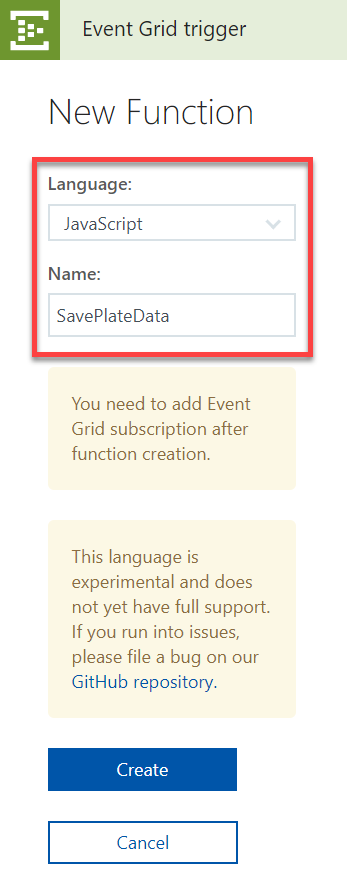 Event Grid trigger
New Function
Language:
JavaScript
Name:
SavePlateData
You need to add Event
Grid subscription after
function creation.
This language is
experimental and does
not yet have full support.
If you run into issues,
please file a bug on our
GitHub repository.
Create
Cancel